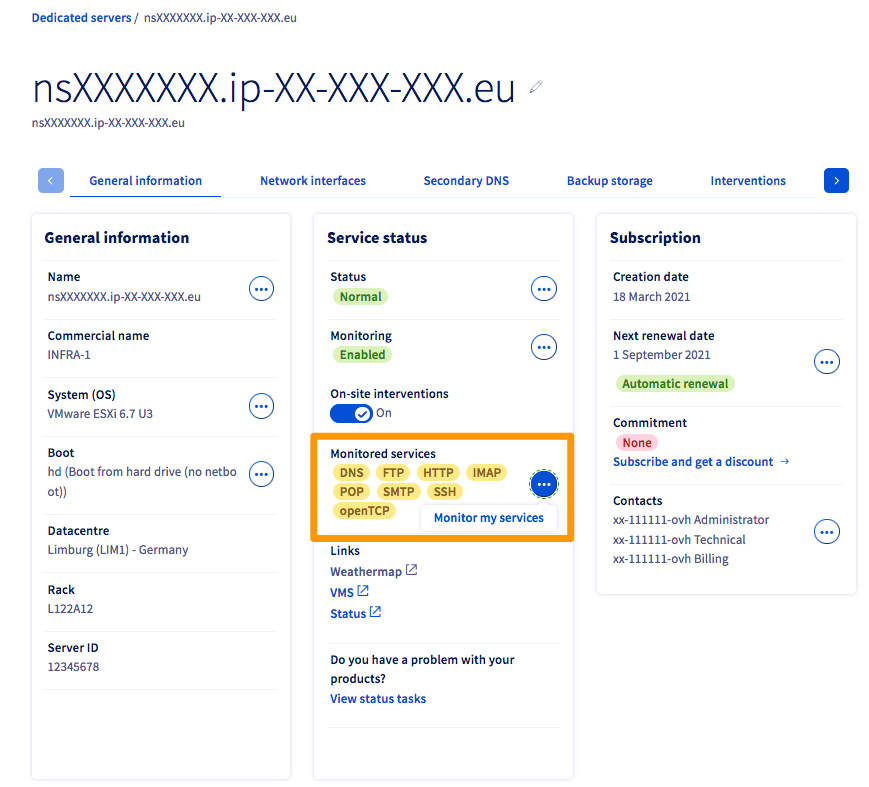 Dedicated servers / nsXXXXXXX.ip-XX-XXX-XXX.eu
nsXXXXXXX.ip-XX-XXX-XXX.eu
nsXXXXXXX.ip-XX-XXX-XXX.eu
General information
Network interfaces
Secondary DNS
Backup storage
Interventions
General information
Name
nsXXXXXXX.ip-XX-XXX-XXX.eu
Commercial name
INFRA-1
System (OS)
VMware ESXi 6.7 U3
Boot
hd (Boot from hard drive (no netbo
ot))
Datacentre
Limburg (LIM1) - Germany
Rack
L122A12
Server ID
12345678
Service status
Status
Normal
Monitoring
Enabled
On-site interventions
On
Monitored services
DNS FTP HTTP IMAP
POP SMTP SSH
openTCP
Monitor my services
Links
Weathermap
VMS
Status
Do you have a problem with your
products?
View status tasks
Subscription
Creation date
18 March 2021
Next renewal date
1 September 2021
Automatic renewal
Commitment
None
Subscribe and get a discount →
Contacts
xx-111111-ovh Administrator
xx-111111-ovh Technical
xx-111111-ovh Billing